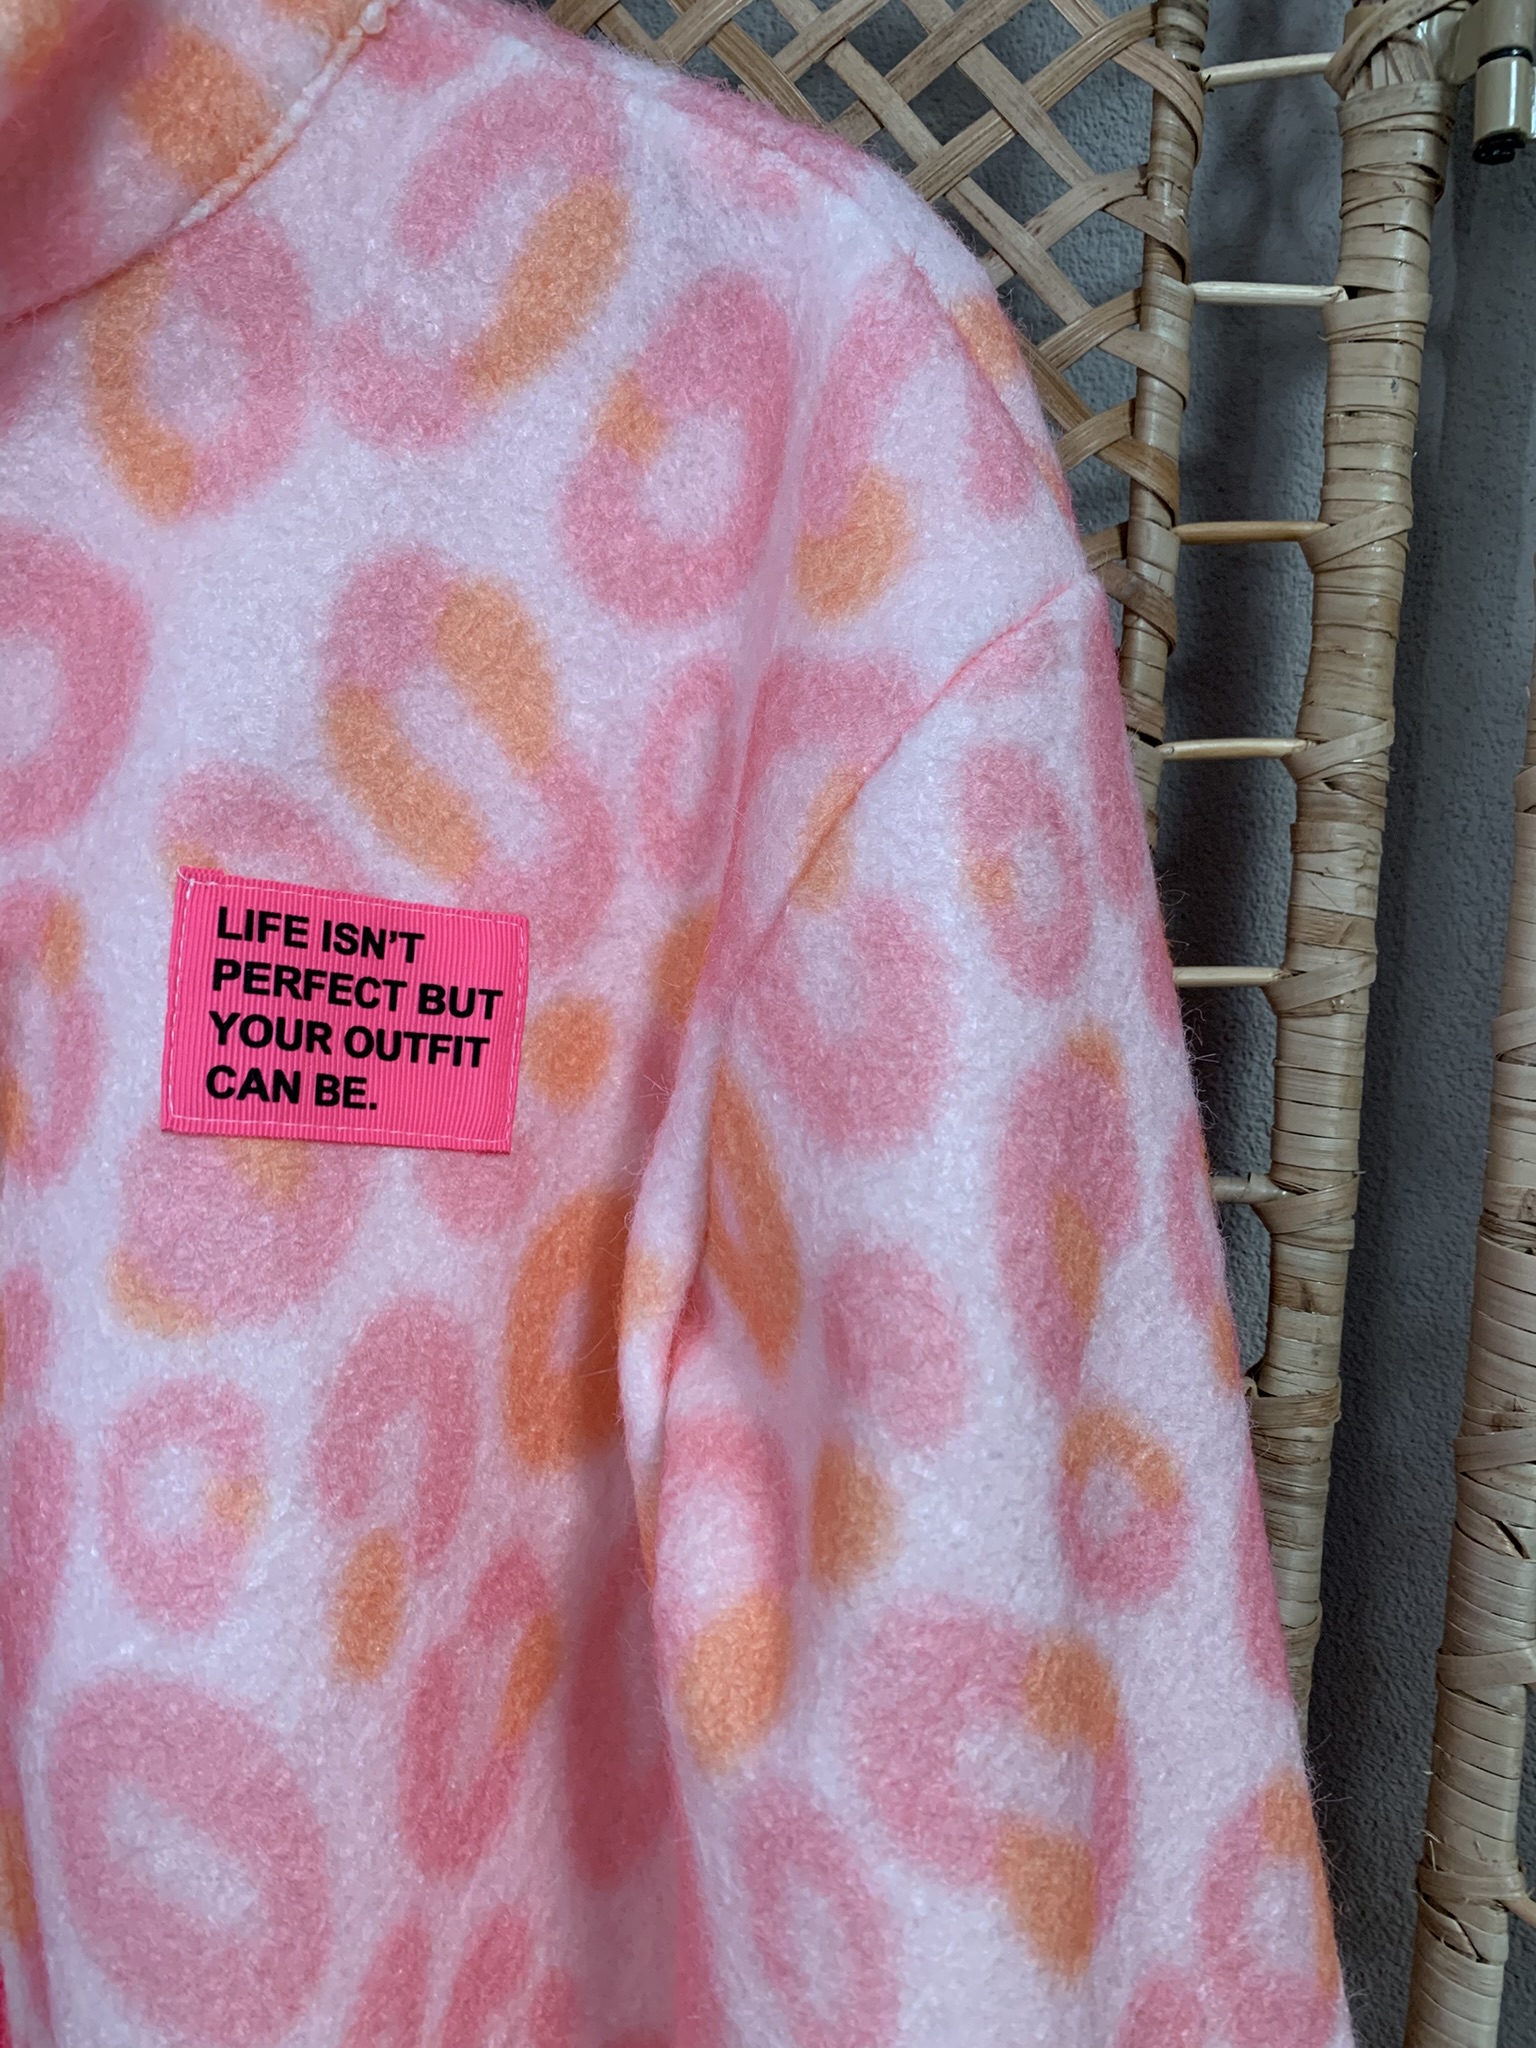 LIFE ISN'T
PERFECT BUT
YOUR OUTFIT
CAN BE.